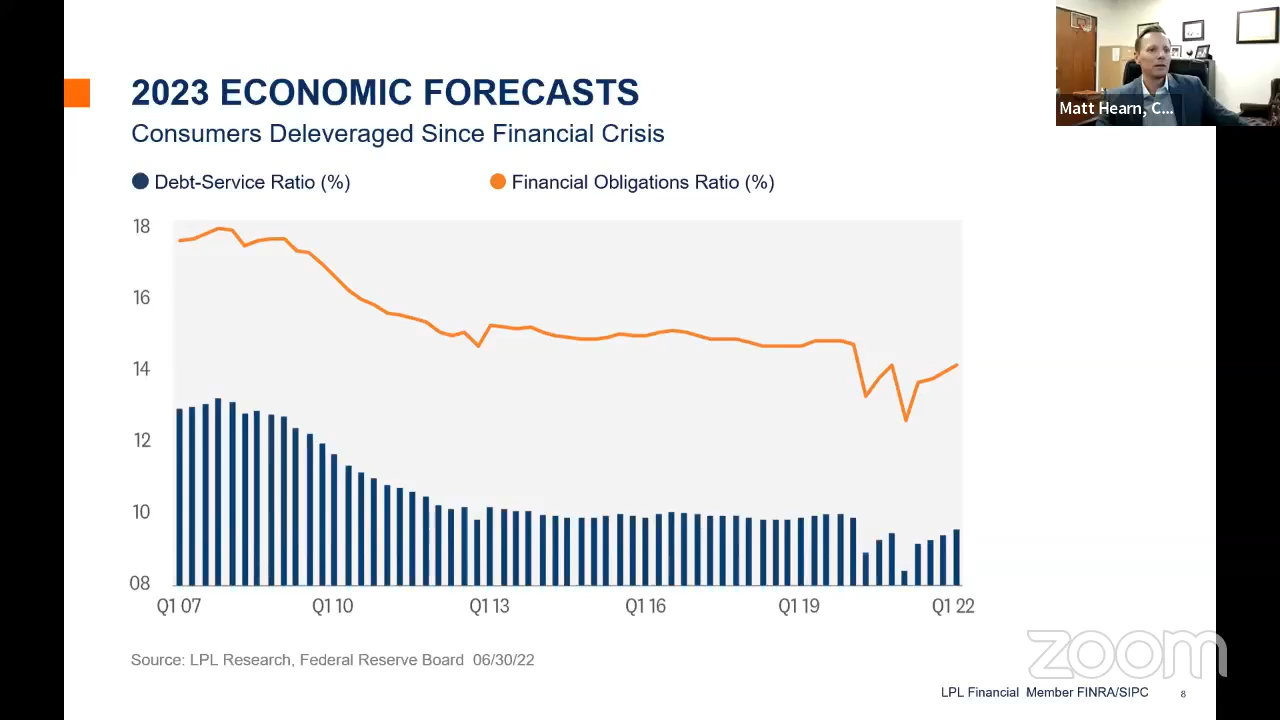 2023 ECONOMIC FORECASTS
Consumers Deleveraged Since Financial Crisis
Debt-Service Ratio (%) Financial Obligations Ratio (%)
18
16
14
12
10
08
Q1 07 Q1 10 Q1 13 Q1 16 Q1 19 Q1 22
Source: LPL Research, Federal Reserve Board 06/30/22
LPL Financial Member FINRA/SIPC 8
Matt Hearn, C...
zoom